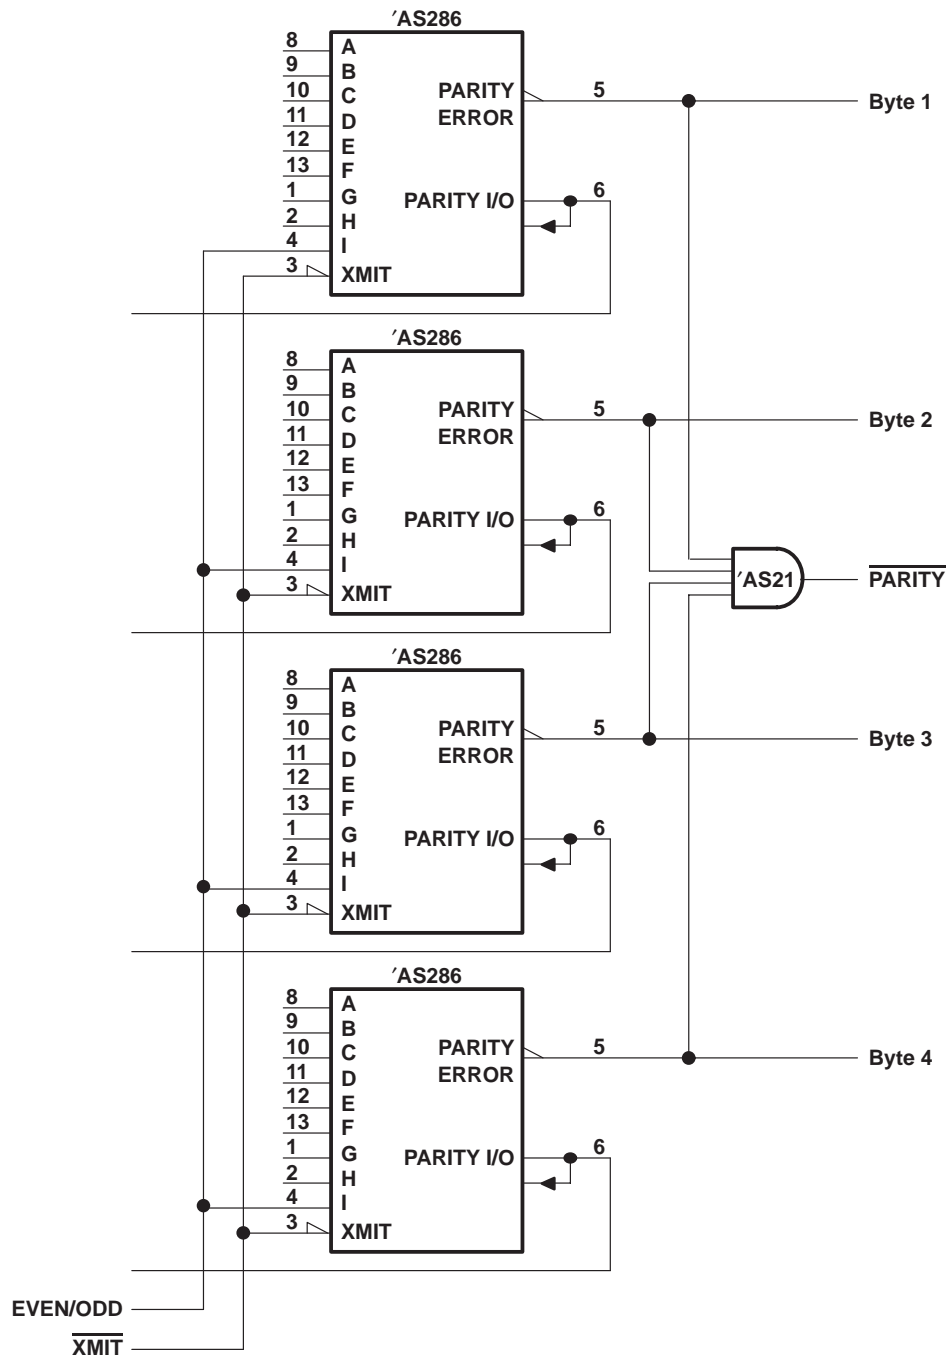 ′AS286
8 A
9 B
10 C
11 D
12 E
13 F
1 G
2 H
4 I
3 XMIT
PARITY
ERROR
5
Byte 1
PARITY I/O
6
′AS286
8 A
9 B
10 C
11 D
12 E
13 F
1 G
2 H
4 I
3 XMIT
PARITY
ERROR
5
Byte 2
PARITY I/O
6
′AS21
PARITY
′AS286
8 A
9 B
10 C
11 D
12 E
13 F
1 G
2 H
4 I
3 XMIT
PARITY
ERROR
5
Byte 3
PARITY I/O
6
′AS286
8 A
9 B
10 C
11 D
12 E
13 F
1 G
2 H
4 I
3 XMIT
PARITY
ERROR
5
Byte 4
PARITY I/O
6
EVEN/ODD
XMIT